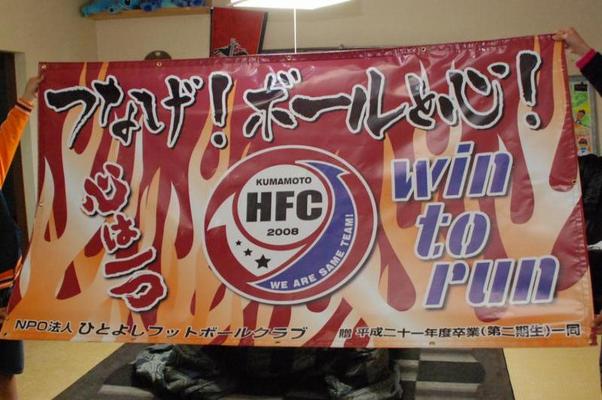 つなげ!ボールと心!
心は一つ
KUMAMOTO
HFC
2008
WE ARE SAME TEAM!
win
to
run
NPO法人 ひとよしフットボールクラブ
贈 平成二十一年度卒業(第二期生)一同